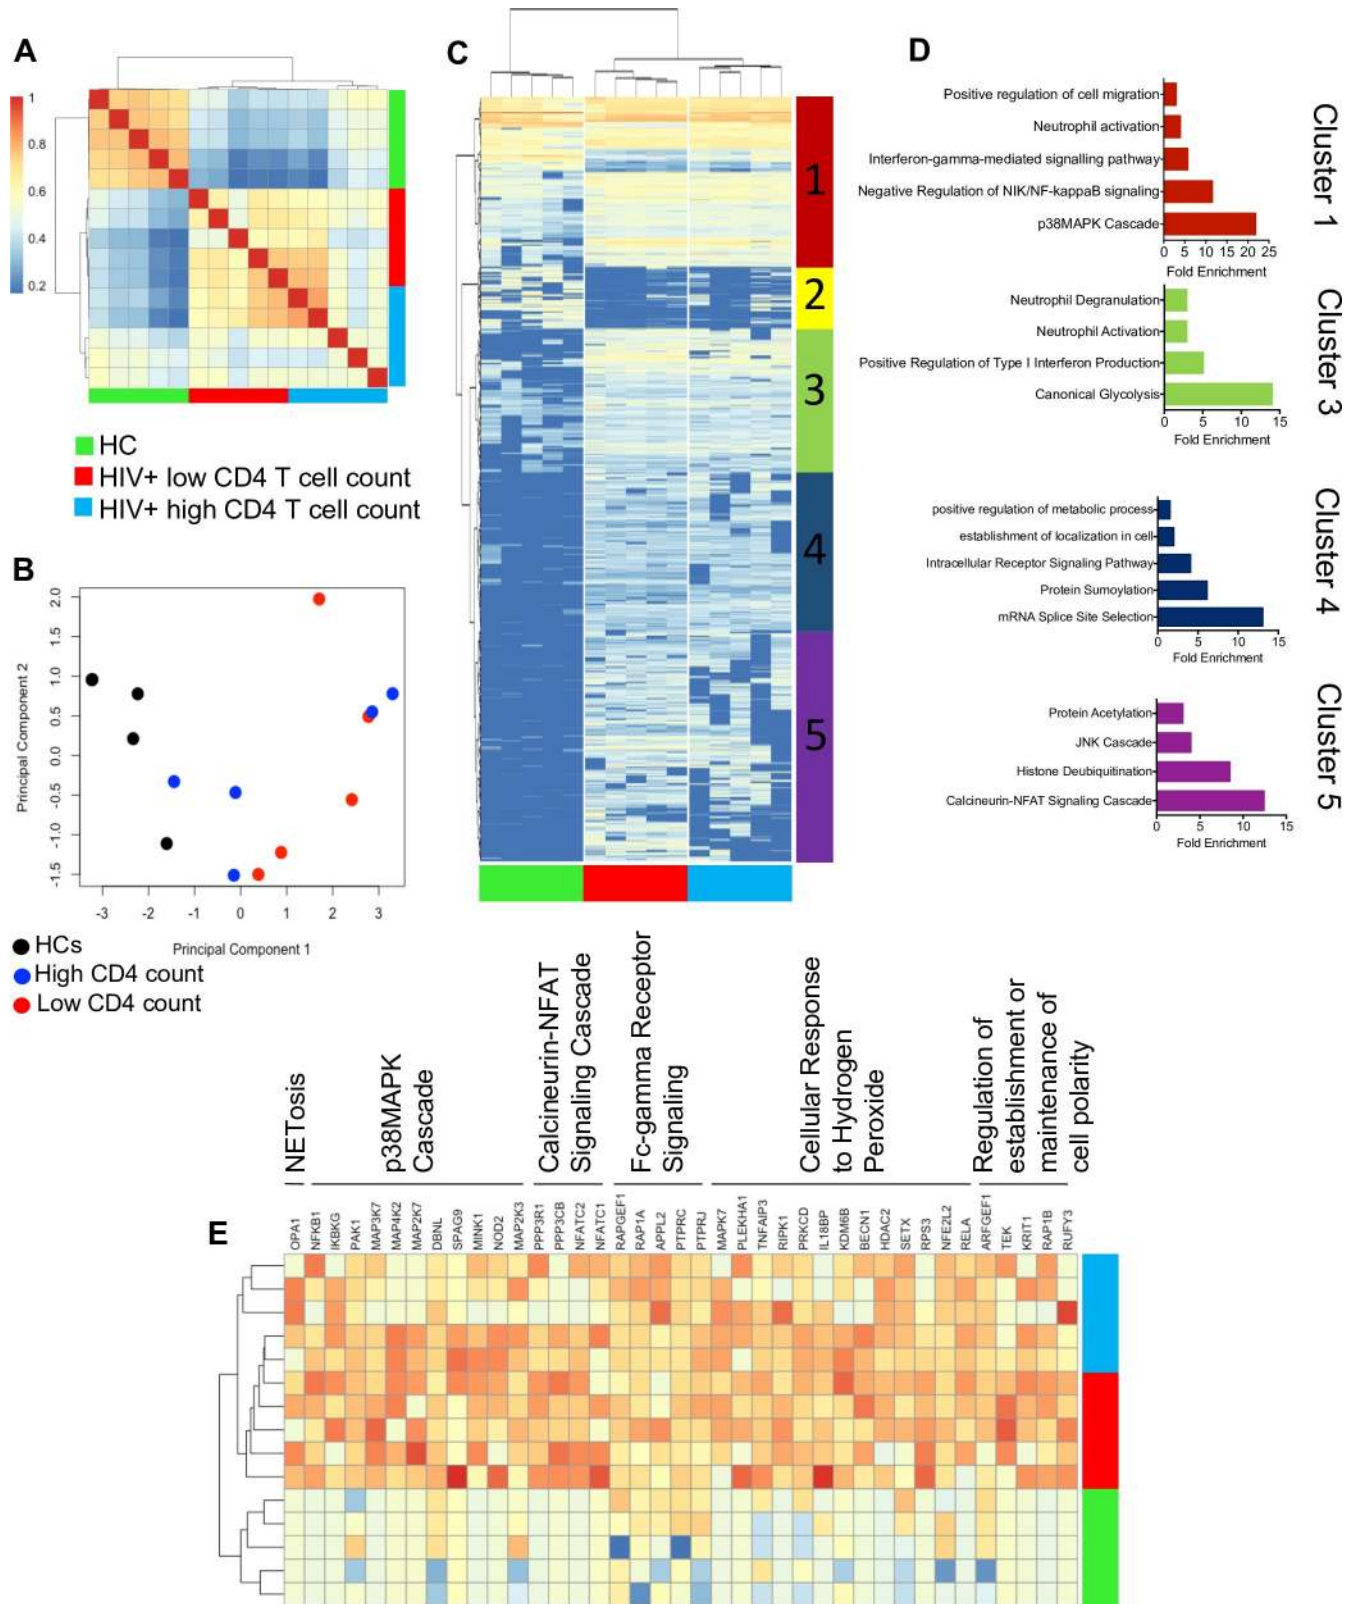 A
1
0.8
0.6
0.4
0.2
HC
HIV+ low CD4 T cell count
HIV+ high CD4 T cell count
B
Principal Component 2
2.0
1.5
1.0
0.5
0.0
-0.5
-1.0
-1.5
-3 -2 -1 0 1 2 3
Principal Component 1
HCs
High CD4 count
Low CD4 count
C
1
2
3
4
5
D
Positive regulation of cell migration
Neutrophil activation
Interferon-gamma-mediated signalling pathway
Negative Regulation of NIK/NF-kappaB signaling
p38MAPK Cascade
0 5 10 15 20 25
Fold Enrichment
Cluster 1
Neutrophil Degranulation
Neutrophil Activation
Positive Regulation of Type I Interferon Production
Canonical Glycolysis
0 5 10 15
Fold Enrichment
Cluster 3
positive regulation of metabolic process
establishment of localization in cell
Intracellular Receptor Signaling Pathway
Protein Sumoylation
mRNA Splice Site Selection
0 5 10 15
Fold Enrichment
Cluster 4
Protein Acetylation
JNK Cascade
Histone Deubiquitination
Calcineurin-NFAT Signaling Cascade
0 5 10 15
Fold Enrichment
Cluster 5
E
NETosis
p38MAPK
Cascade
Calcineurin-NFAT
Signaling Cascade
Fc-gamma Receptor
Signaling
Cellular Response
to Hydrogen
Peroxide
Regulation of
establishment or
maintenance of
cell polarity
OPA1
NFKB1
IKBKG
PAK1
MAP3K7
MAP4K2
MAP2K7
DBNL
SPAG9
MINK1
NOD2
MAP2K3
PPP3R1
PPP3CB
NFATC2
NFATC1
RAPGEF1
RAP1A
APPL2
PTPRC
PTPRJ
MAPK7
PLEKHA1
TNFAIP3
RIPK1
PRKCD
IL18BP
KDM6B
BECN1
HDAC2
SETX
RPS3
NFE2L2
RELA
ARFGEF1
TEK
KRIT1
RAP1B
RUFY3